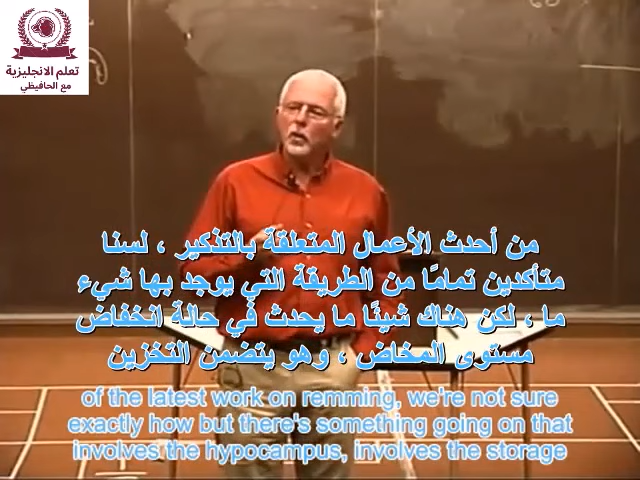 تعلم الانجليزية
مع الحافيظي
من أحدث الأعمال المتعلقة بالتذكير ، لسنا
متأكدين تمامًا من الطريقة التي يوجد بها شيء
ما ، لكن هناك شيئًا ما يحدث في حالة انخفاض
مستوى المخاض ، وهو يتضمن التخزين
of the latest work on remming, we're not sure
exactly how but there's something going on that
involves the hypocampus, involves the storage